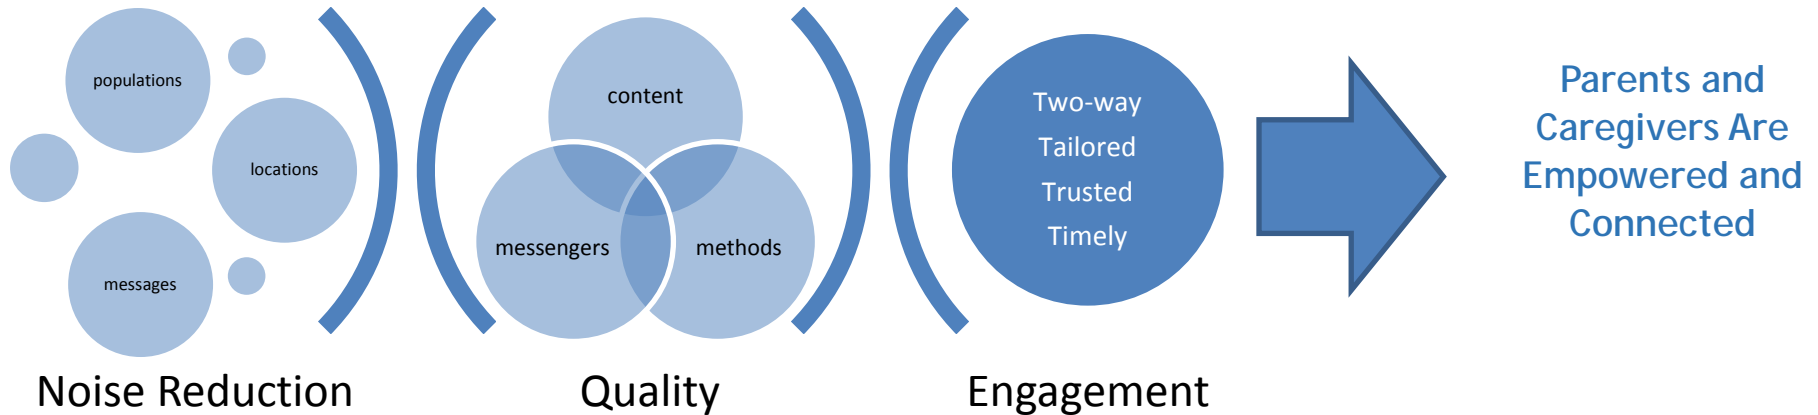 populations
locations
messages
Noise Reduction
content
messengers
methods
Quality
Two-way
Tailored
Trusted
Timely
Engagement
Parents and
Caregivers Are
Empowered and
Connected